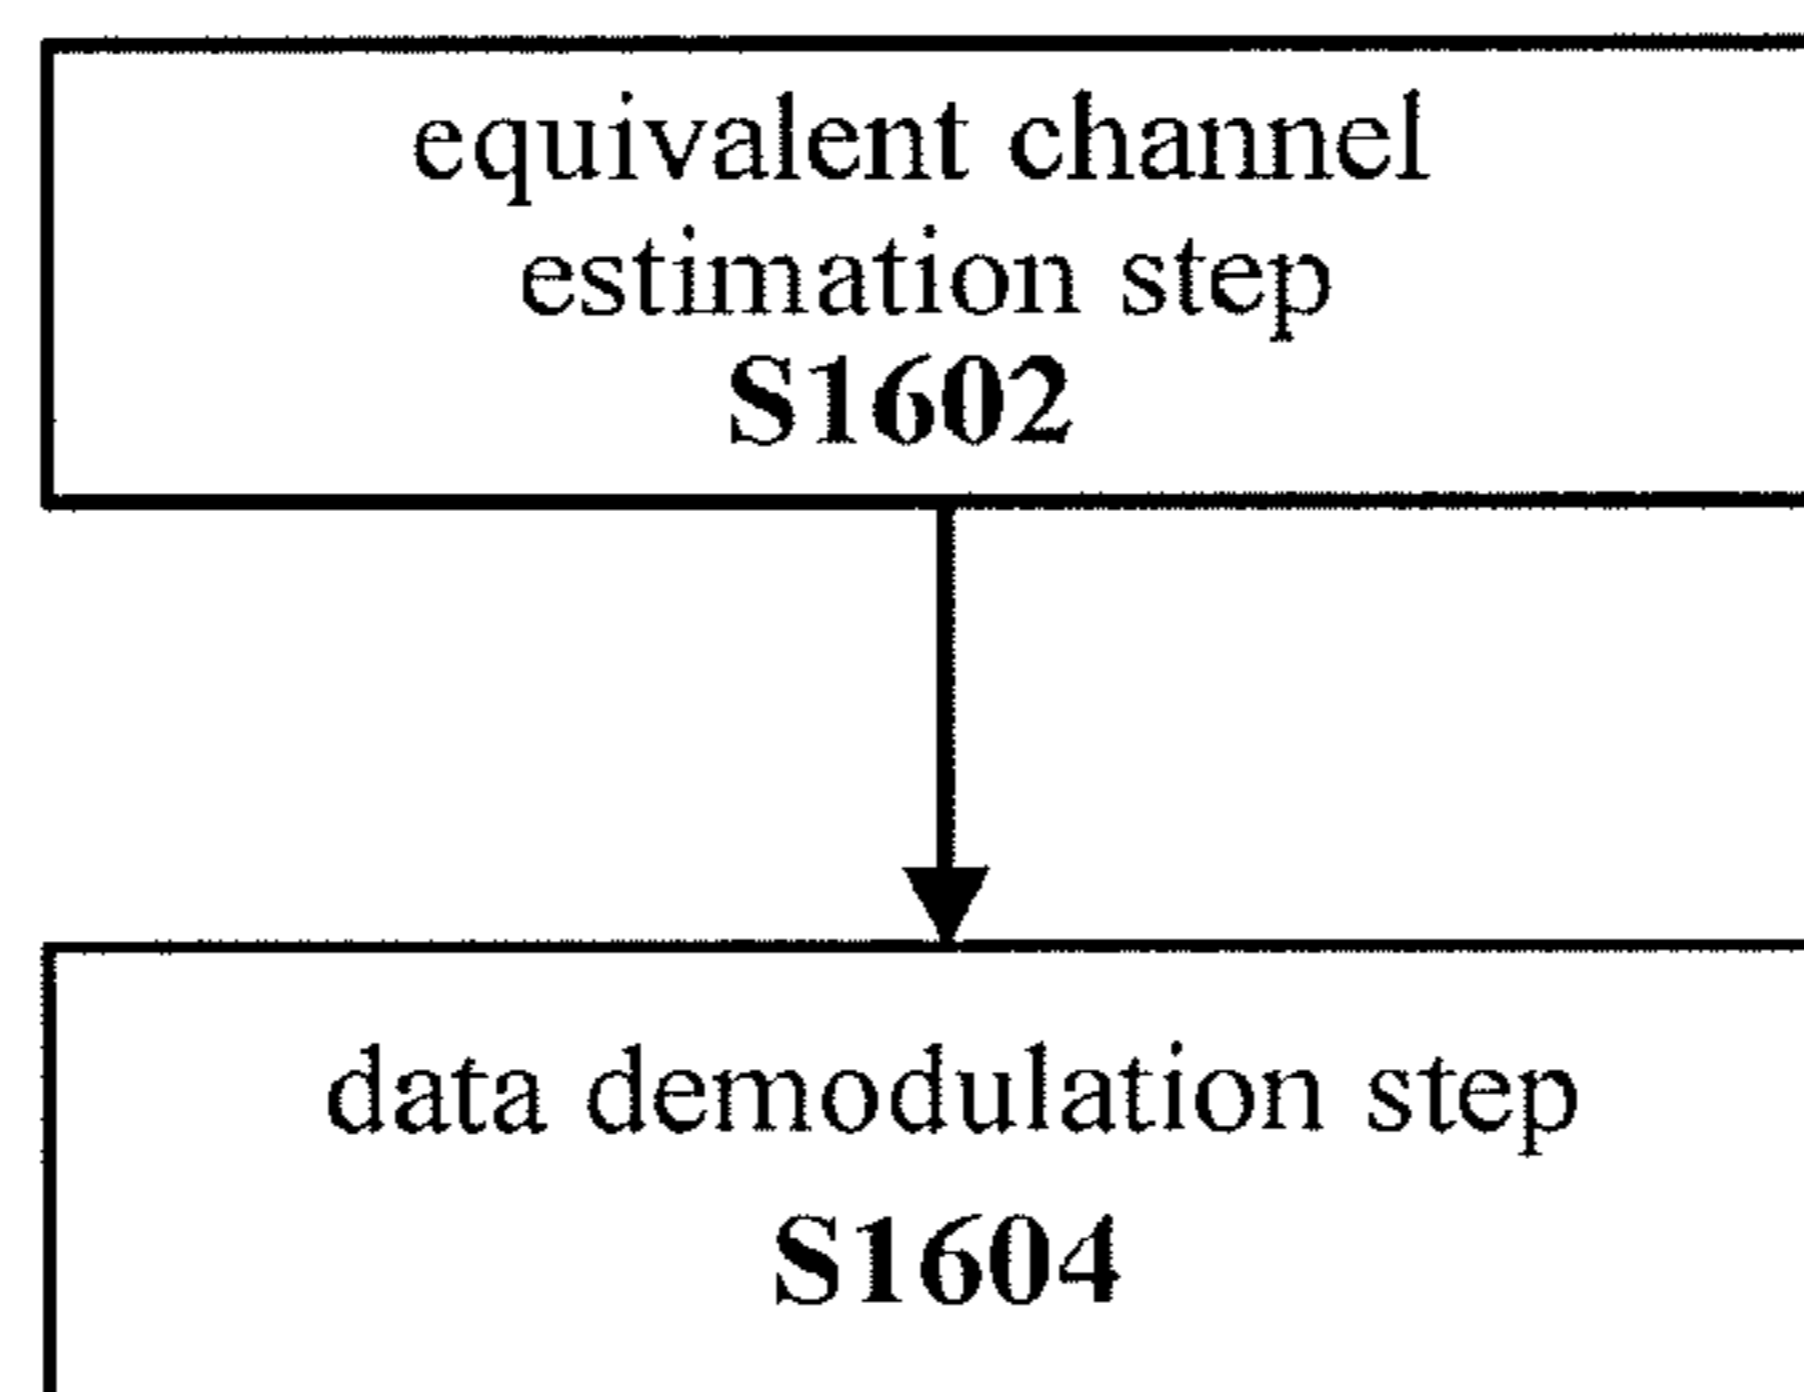 equivalent channel
estimation step
S1602
data demodulation step
S1604